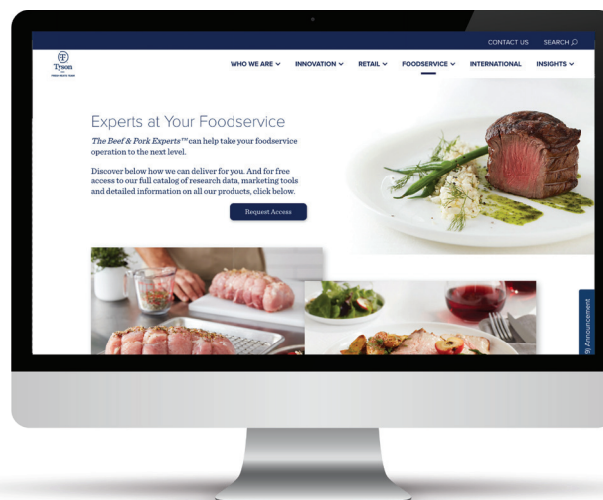 CONTACT US SEARCH
Tyson
WHO WE ARE INNOVATION RETAIL FOODSERVICE INTERNATIONAL INSIGHTS
Experts at Your Foodservice
The Beef & Pork Experts™ can help take your foodservice
operation to the next level.
Discover below how we can deliver for you. And for free
access to our full catalog of research data, marketing tools
and detailed information on all our products, click below.
Request Access
9) Announcement